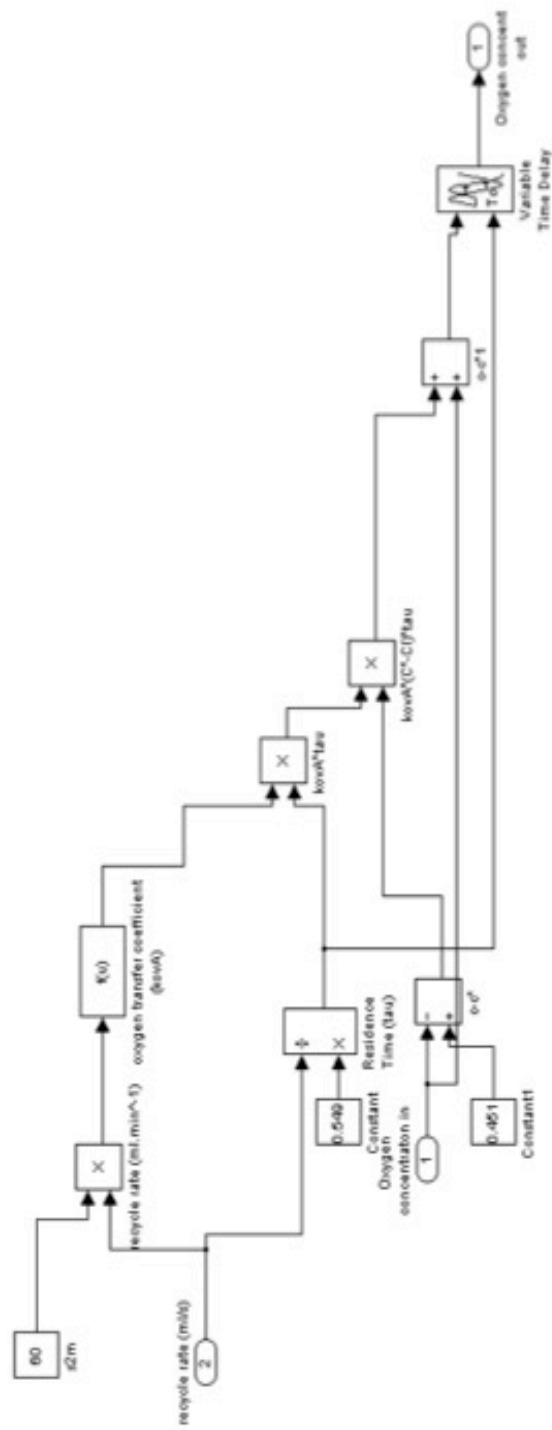 60
s2m
recycle rate (ml/s)
2
X
recycle rate (ml.min^-1)
f(u)
oxygen transfer coefficient
(kovA)
÷
X
Residence
Time (tau)
0.549
Constant
Oxygen
concentraton in
1
0.451
Constant1
-
+
c-c*
X
kovA*tau
X
kovA*(C*-Cl)*tau
+
+
c-c*1
To
Variable
Time Delay
1
Oxygen concent
out